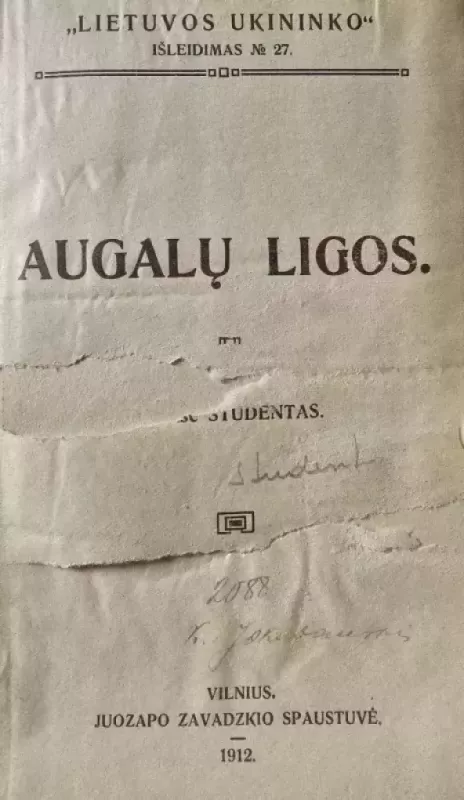 „LIETUVOS UKININKO“
IŠLEIDIMAS № 27.
AUGALŲ LIGOS.
STUDENTAS.
student
2088
VILNIUS.
JUOZAPO ZAVADZKIO SPAUSTUVĖ.
1912.